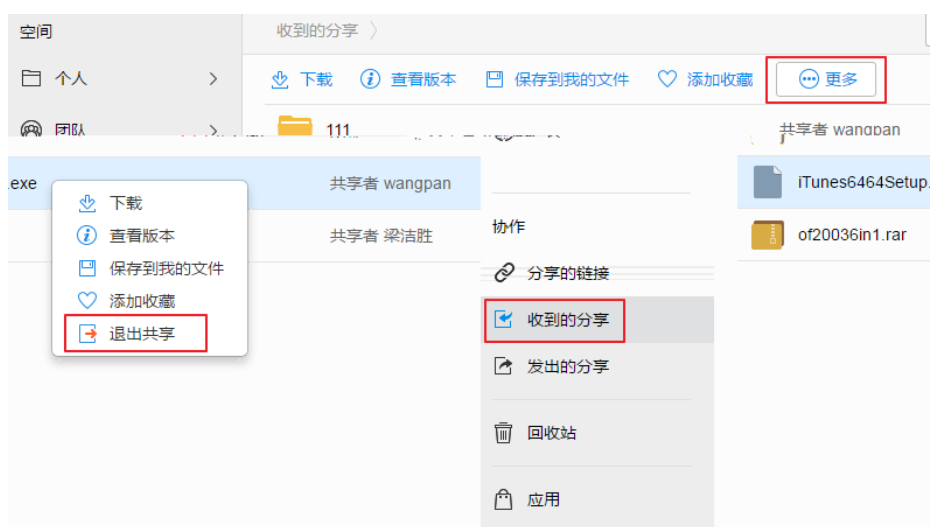 空间
收到的分享
个人
下载
查看版本
保存到我的文件
添加收藏
更多
团队
111
共享者 wangpan
.exe
共享者 wangpan
iTunes6464Setup.
下载
查看版本
共享者 梁洁胜
协作
of20036in1.rar
保存到我的文件
分享的链接
添加收藏
退出共享
收到的分享
发出的分享
回收站
应用